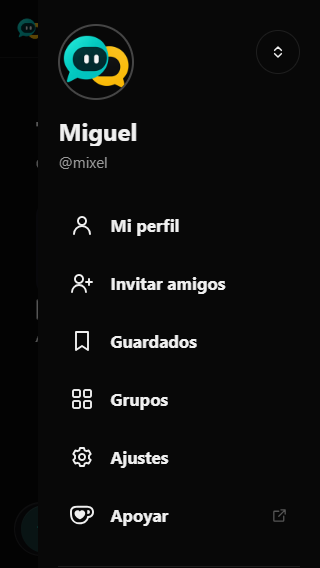 Miguel
@mixel
Mi perfil
Invitar amigos
Guardados
Grupos
Ajustes
Apoyar